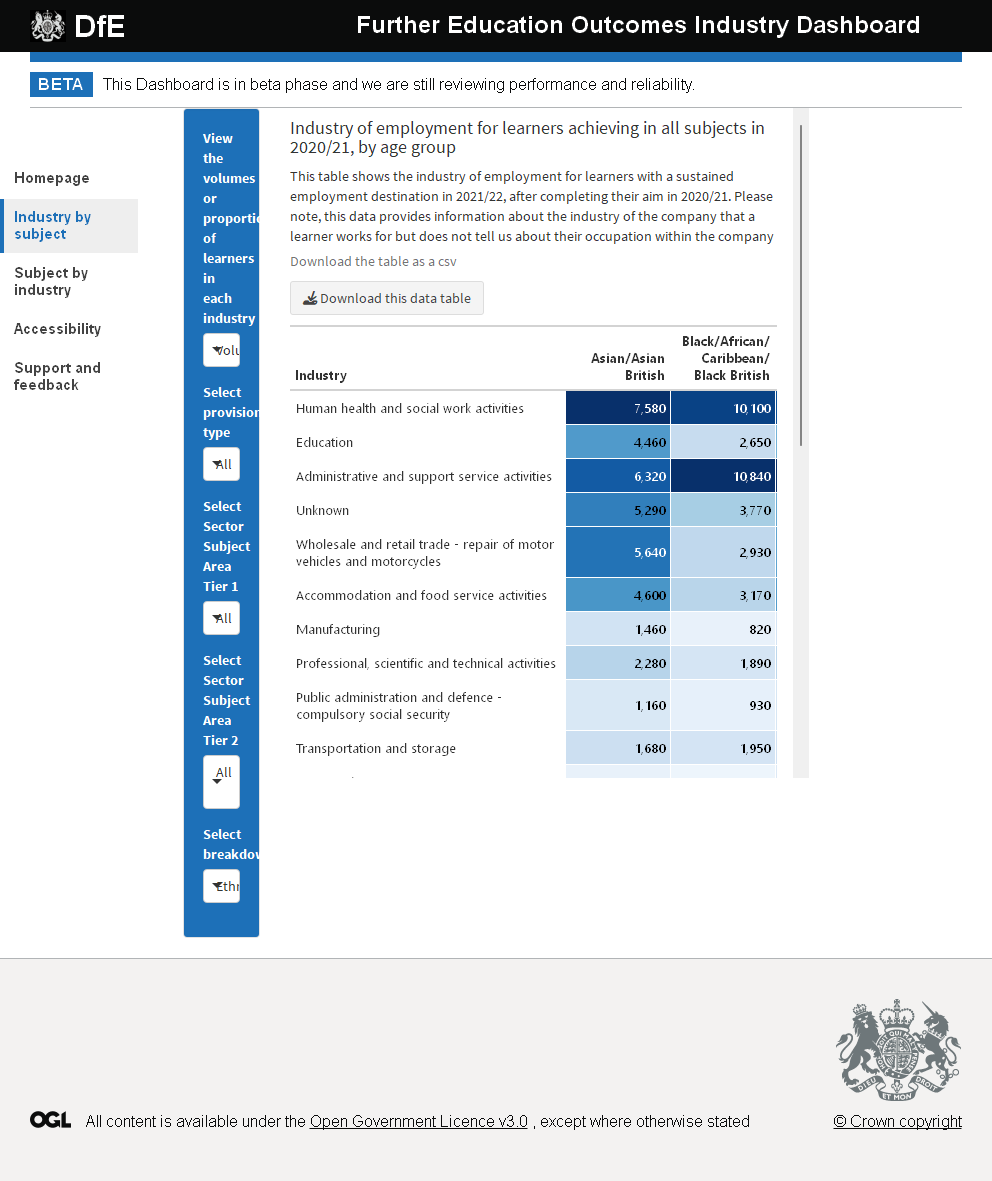 DfE
Further Education Outcomes Industry Dashboard
BETA This Dashboard is in beta phase and we are still reviewing performance and reliability.
Homepage
Industry by
subject
Subject by
industry
Accessibility
Support and
feedback
View
the
volumes
or
proportio
of
learners
in
each
industry
Volu
Select
provision
type
All
Select
Sector
Subject
Area
Tier 1
All
Select
Sector
Subject
Area
Tier 2
All
Select
breakdow
Ethn
Industry of employment for learners achieving in all subjects in
2020/21, by age group
This table shows the industry of employment for learners with a sustained
employment destination in 2021/22, after completing their aim in 2020/21. Please
note, this data provides information about the industry of the company that a
learner works for but does not tell us about their occupation within the company
Download the table as a csv
Download this data table
Industry Asian/Asian British Black/African/ Caribbean/ Black British
Human health and social work activities 7,580 10,100
Education 4,460 2,650
Administrative and support service activities 6,320 10,840
Unknown 5,290 3,770
Wholesale and retail trade - repair of motor
vehicles and motorcycles 5,640 2,930
Accommodation and food service activities 4,600 3,170
Manufacturing 1,460 820
Professional, scientific and technical activities 2,280 1,890
Public administration and defence -
compulsory social security 1,160 930
Transportation and storage 1,680 1,950
DIEU ET MON DROIT
OGL All content is available under the Open Government Licence v3.0 , except where otherwise stated
© Crown copyright